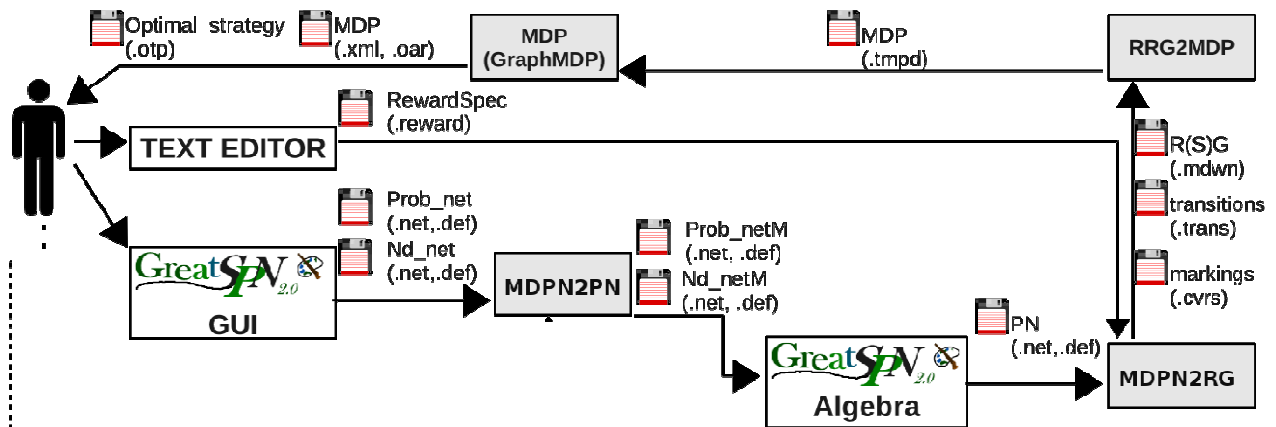 Optimal strategy
(.otp)
MDP
(.xml, .oar)
MDP
(GraphMDP)
MDP
(.tmpd)
RRG2MDP
RewardSpec
(.reward)
TEXT EDITOR
R(S)G
(.mdwn)
transitions
(.trans)
markings
(.cvrs)
Prob_net
(.net,.def)
Nd_net
(.net,.def)
GreatSPN 2.0
GUI
MDPN2PN
Prob_netM
(.net, .def)
Nd_netM
(.net, .def)
GreatSPN 2.0
Algebra
PN
(.net,.def)
MDPN2RG